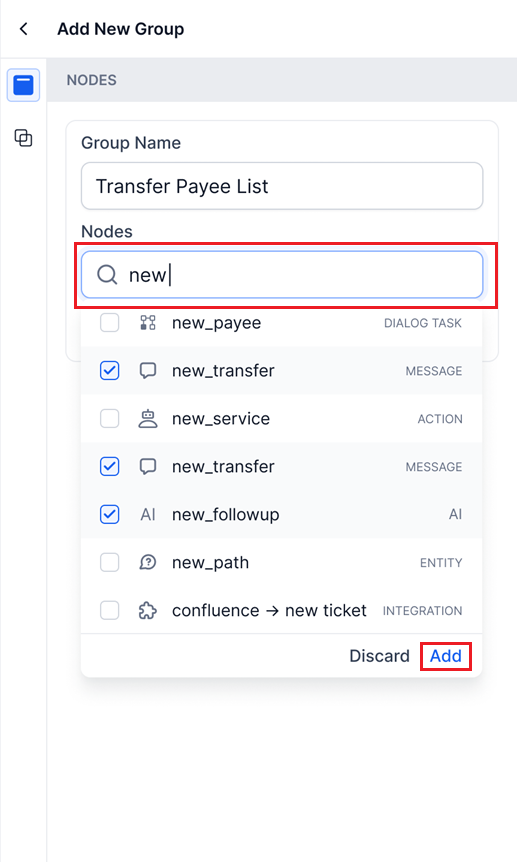 Add New Group
NODES
Group Name
Transfer Payee List
Nodes
new
new_payee DIALOG TASK
new_transfer MESSAGE
new_service ACTION
new_transfer MESSAGE
AI new_followup AI
new_path ENTITY
confluence → new ticket INTEGRATION
Discard Add